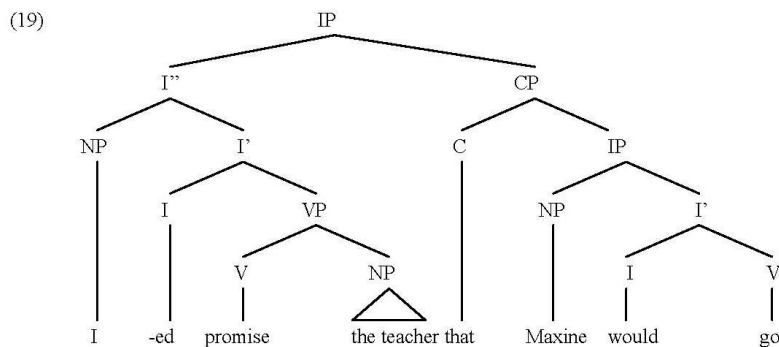 (19) IP
I" CP
NP I' C IP
I VP NP I'
V NP I V
I -ed promise the teacher that Maxine would go